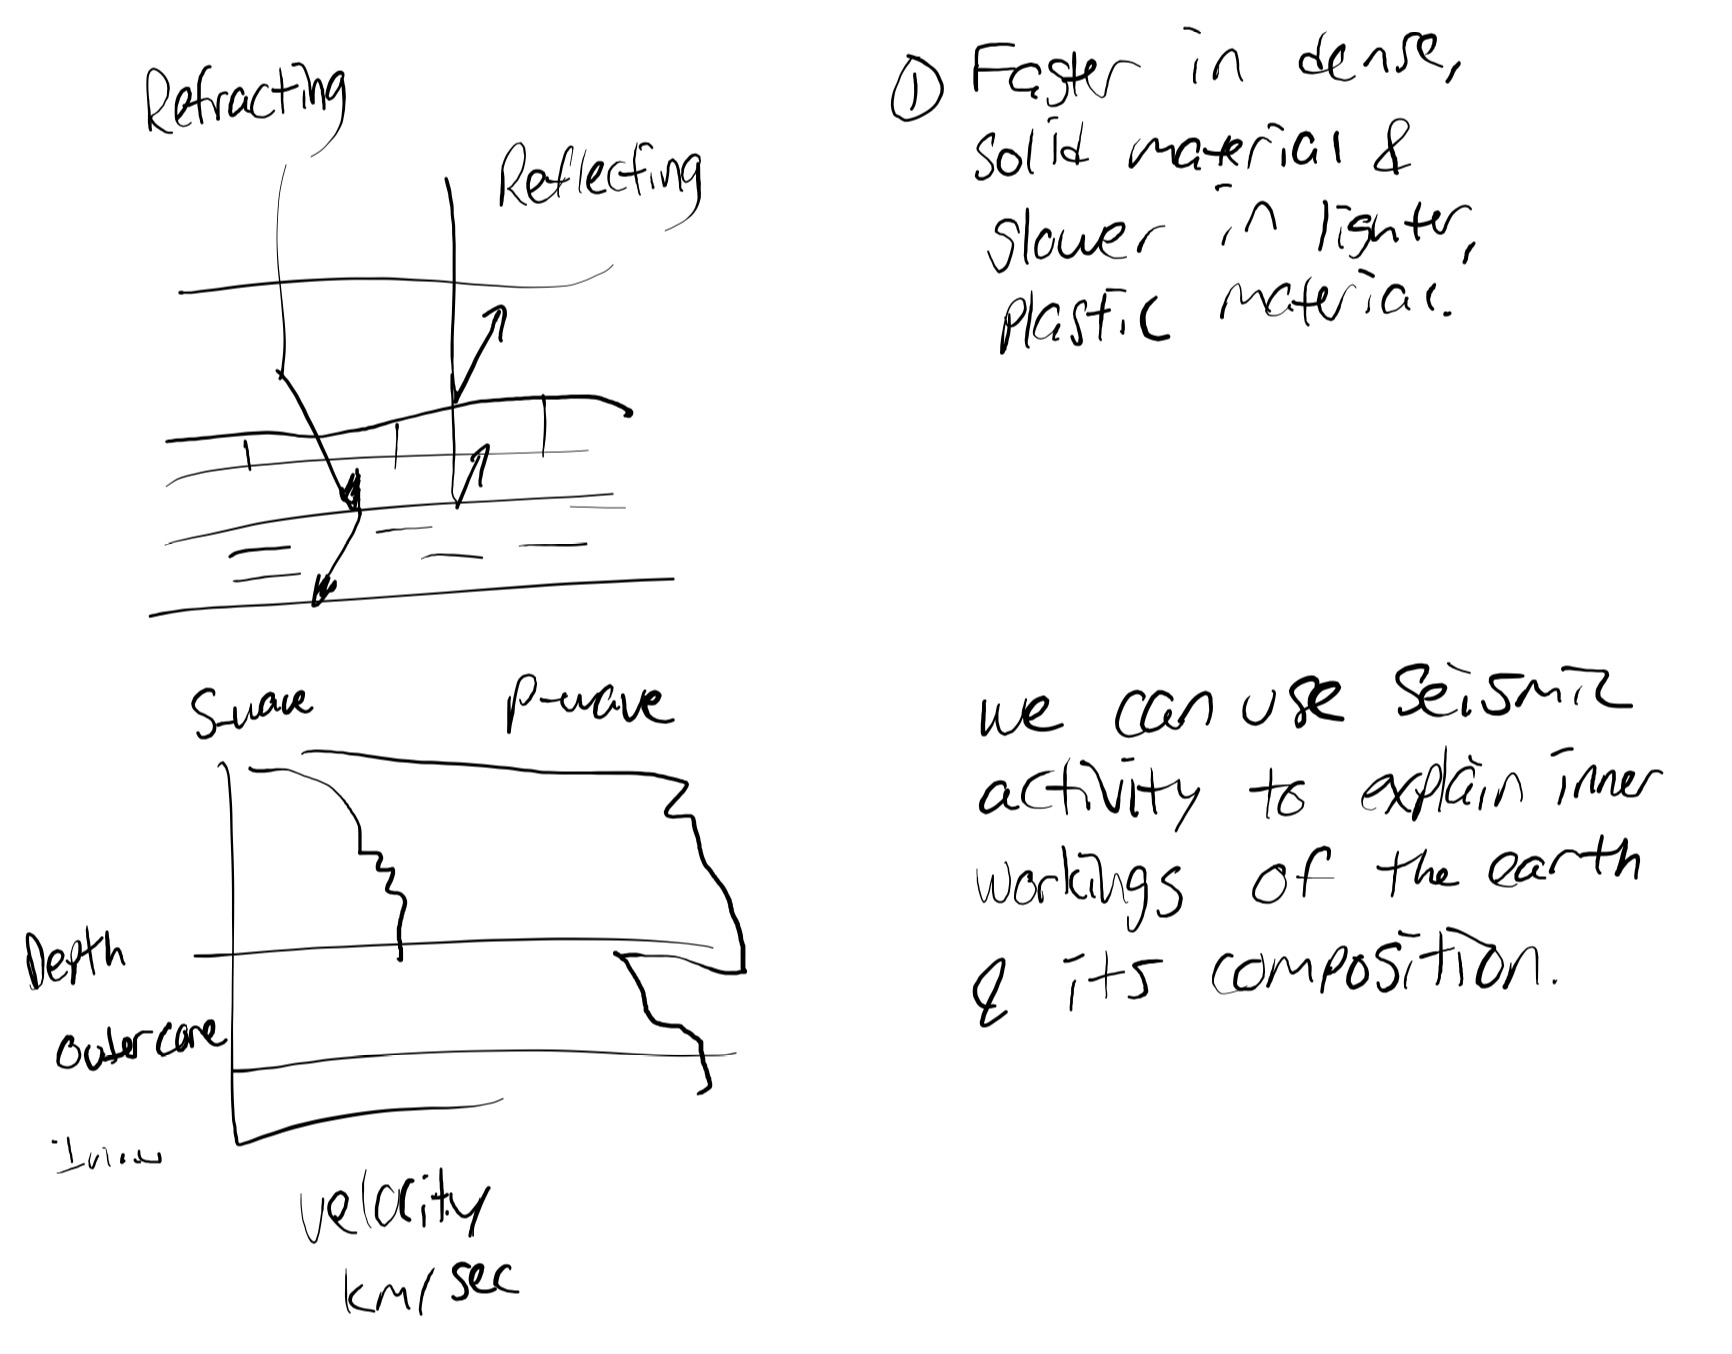 Refracting
Reflecting
① Faster in dense,
solid material &
slower in lighter,
plastic material.
S-wave
P-wave
Depth
Outer core
velocity
km/sec
we can use seismic
activity to explain inner
workings of the earth
& its composition.